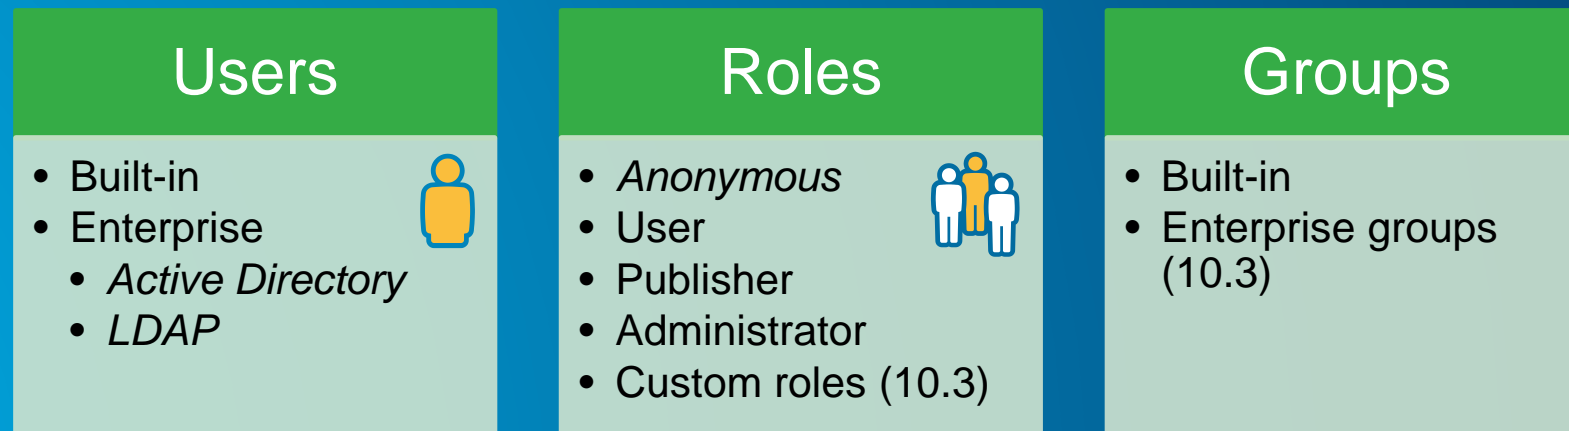 Users
• Built-in
• Enterprise
• Active Directory
• LDAP
Roles
• Anonymous
• User
• Publisher
• Administrator
• Custom roles (10.3)
Groups
• Built-in
• Enterprise groups
(10.3)